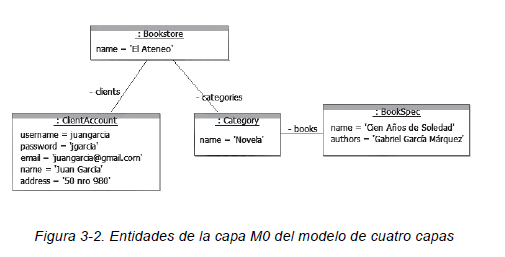 : Bookstore
name = 'El Ateneo'
- clients
- categories
: ClientAccount
username = juangarcia
password = 'jgarcia'
email = 'juangarcia@gmail.com'
name = 'Juan Garcia'
address = '50 nro 980'
: Category
name = 'Novela'
- books
: BookSpec
name = 'Cien Años de Soledad'
authors = 'Gabriel García Márquez'
Figura 3-2. Entidades de la capa M0 del modelo de cuatro capas